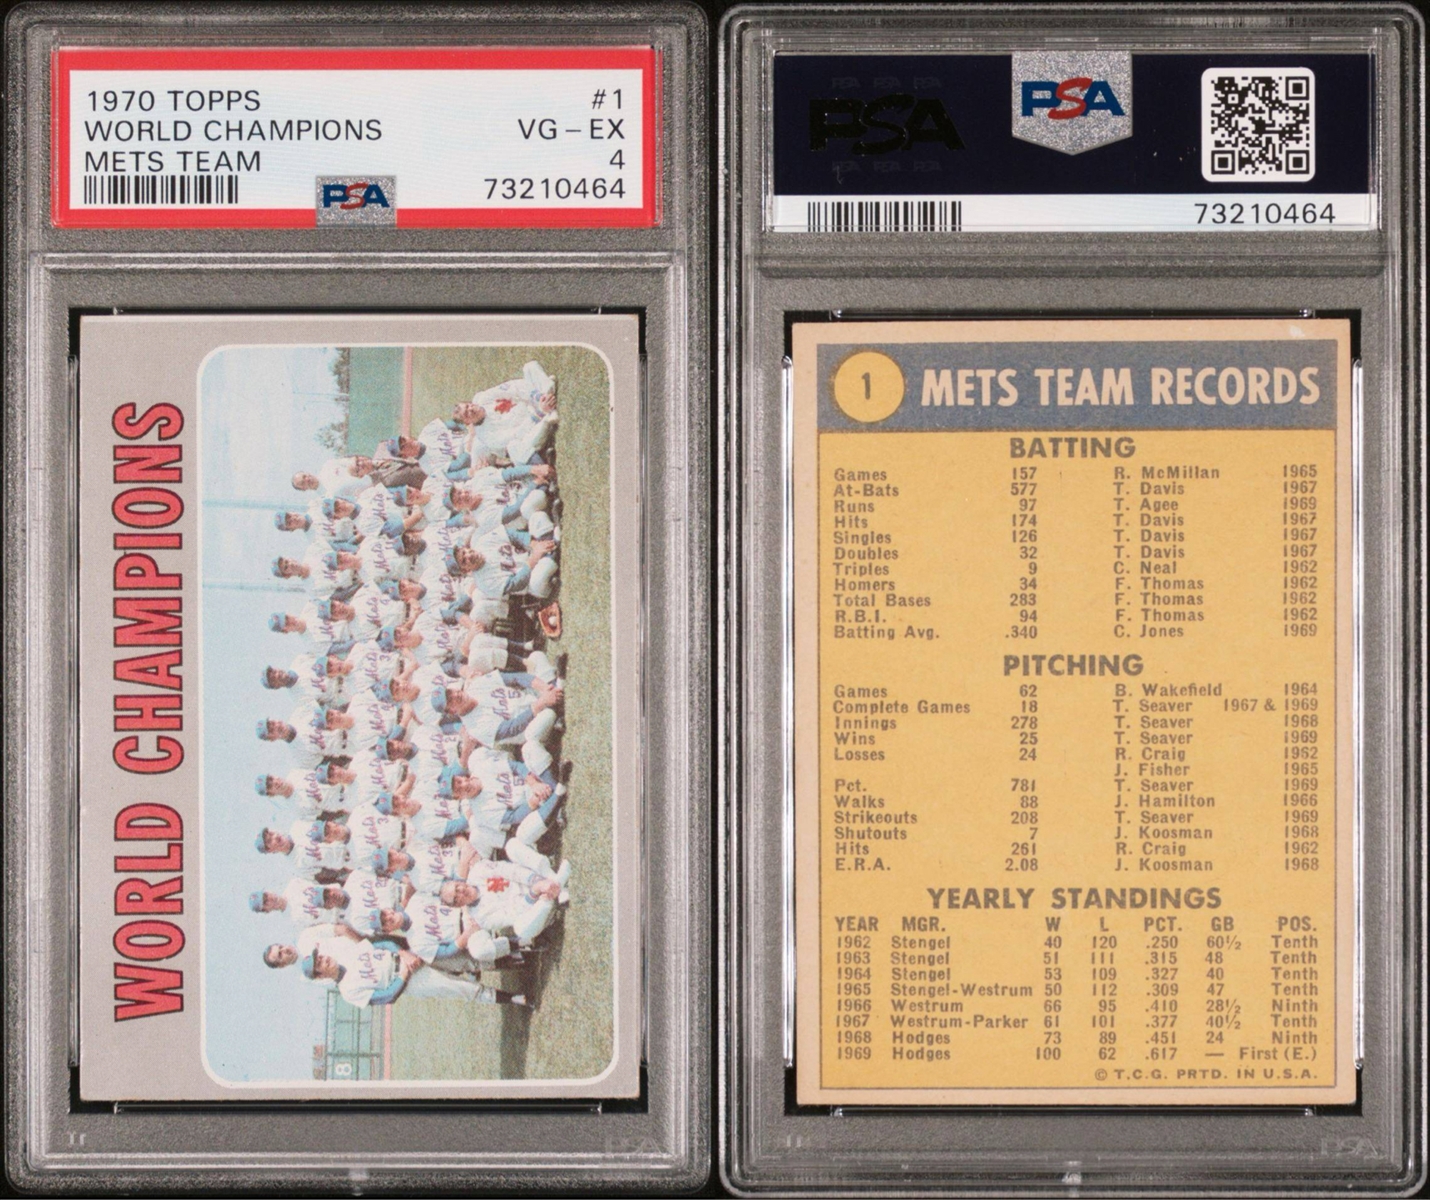 1970 TOPPS #1
WORLD CHAMPIONS VG - EX
METS TEAM 4
PSA 73210464
WORLD CHAMPIONS
8
PSA
PSA PSA
73210464
1 METS TEAM RECORDS
BATTING
Games 157 R. McMillan 1965
At-Bats 577 T. Davis 1967
Runs 97 T. Agee 1969
Hits 174 T. Davis 1967
Singles 126 T. Davis 1967
Doubles 32 T. Davis 1967
Triples 9 C. Neal 1962
Homers 34 F. Thomas 1962
Total Bases 283 F. Thomas 1962
R.B.I. 94 F. Thomas 1962
Batting Avg. .340 C. Jones 1969
PITCHING
Games 62 B. Wakefield 1964
Complete Games 18 T. Seaver 1967 & 1969
Innings 278 T. Seaver 1968
Wins 25 T. Seaver 1969
Losses 24 R. Craig 1962
J. Fisher 1965
Pct. 781 T. Seaver 1969
Walks 88 J. Hamilton 1966
Strikeouts 208 T. Seaver 1969
Shutouts 7 J. Koosman 1968
Hits 261 R. Craig 1962
E.R.A. 2.08 J. Koosman 1968
YEARLY STANDINGS
YEAR MGR. W L PCT. GB POS.
1962 Stengel 40 120 .250 60½ Tenth
1963 Stengel 51 111 .315 48 Tenth
1964 Stengel 53 109 .327 40 Tenth
1965 Stengel-Westrum 50 112 .309 47 Tenth
1966 Westrum 66 95 .410 28½ Ninth
1967 Westrum-Parker 61 101 .377 40½ Tenth
1968 Hodges 73 89 .451 24 Ninth
1969 Hodges 100 62 .617 — First (E.)
© T.C.G. PRTD. IN U.S.A.
PSA